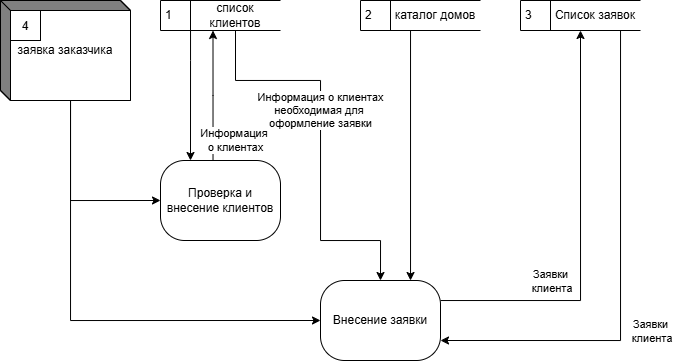 4
заявка заказчика
1
список
клиентов
2
каталог домов
3
Список заявок
Информация о клиентах
необходимая для
оформление заявки
Информация
о клиентах
Проверка и
внесение клиентов
Внесение заявки
Заявки
клиента
Заявки
клиента